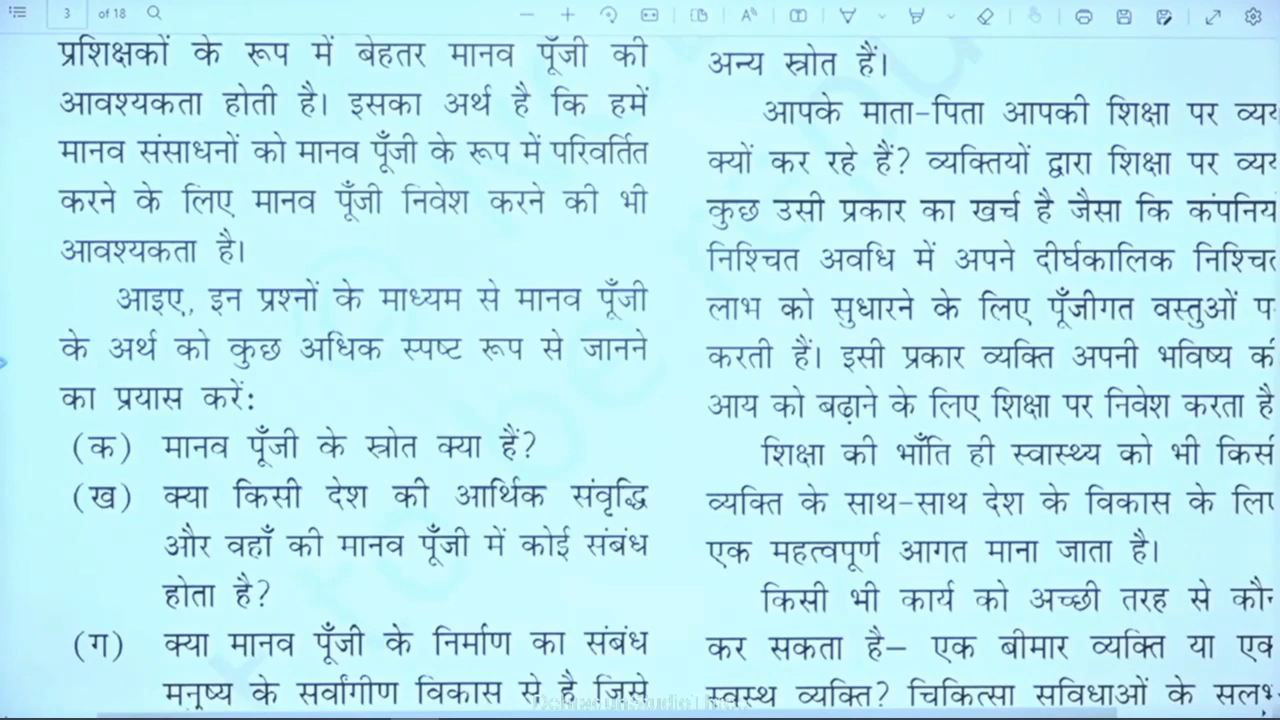 3 of 18
प्रशिक्षकों के रूप में बेहतर मानव पूँजी की
आवश्यकता होती है। इसका अर्थ है कि हमें
मानव संसाधनों को मानव पूँजी के रूप में परिवर्तित
करने के लिए मानव पूँजी निवेश करने की भी
आवश्यकता है।
आइए, इन प्रश्नों के माध्यम से मानव पूँजी
के अर्थ को कुछ अधिक स्पष्ट रूप से जानने
का प्रयास करें:
(क) मानव पूँजी के स्रोत क्या हैं?
(ख) क्या किसी देश की आर्थिक संवृद्धि
और वहाँ की मानव पूँजी में कोई संबंध
होता है?
(ग) क्या मानव पूँजी के निर्माण का संबंध
मनुष्य के सर्वांगीण विकास से है जिसे
अन्य स्रोत हैं।
आपके माता-पिता आपकी शिक्षा पर व्यय
क्यों कर रहे हैं? व्यक्तियों द्वारा शिक्षा पर व्यय
कुछ उसी प्रकार का खर्च है जैसा कि
निश्चित अवधि में अपने दीर्घकालिक
लाभ को सुधारने के लिए पूँजीगत वस्तुओं
करती हैं। इसी प्रकार व्यक्ति अपनी भविष्य की
आय को बढ़ाने के लिए शिक्षा पर निवेश करता है
शिक्षा की भाँति ही स्वास्थ्य को भी
व्यक्ति के साथ-साथ देश के विकास के
एक महत्वपूर्ण आगत माना जाता है।
किसी भी कार्य को अच्छी तरह से
कर सकता है– एक बीमार व्यक्ति या
स्वस्थ व्यक्ति? चिकित्सा सुविधाओं के